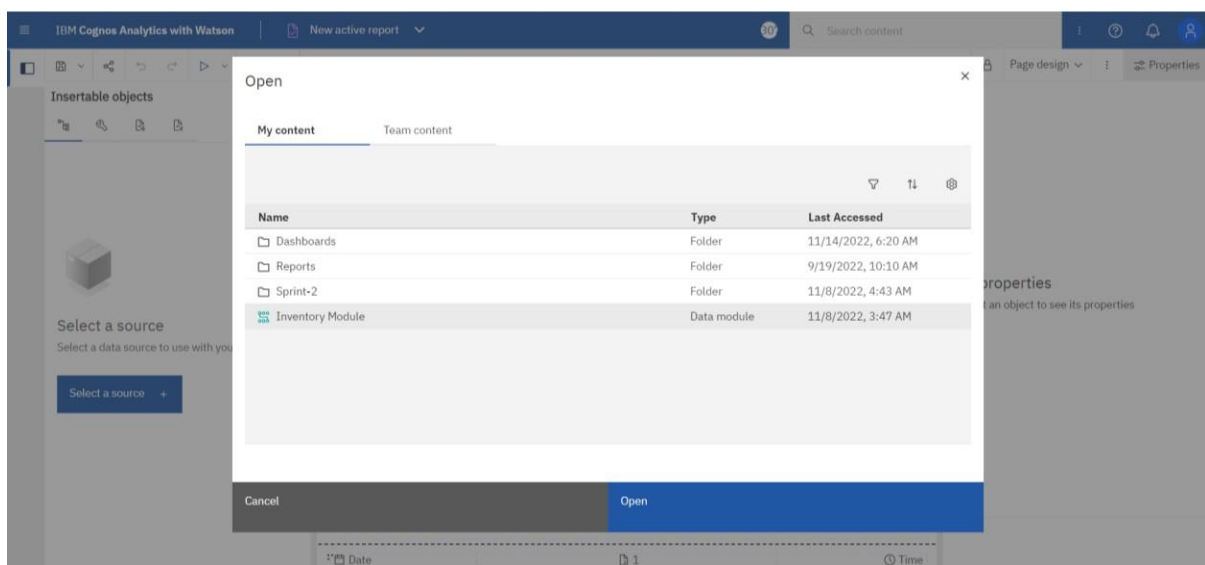 IBM Cognos Analytics with Watson
New active report
30
Search content
Page design
Properties
Insertable objects
Open
My content
Team content
Name Type Last Accessed
Dashboards Folder 11/14/2022, 6:20 AM
Reports Folder 9/19/2022, 10:10 AM
Sprint-2 Folder 11/8/2022, 4:43 AM
Inventory Module Data module 11/8/2022, 3:47 AM
Select a source
Select a data source to use with you
Select a source +
properties
t an object to see its properties
Cancel
Open
Date 1 Time